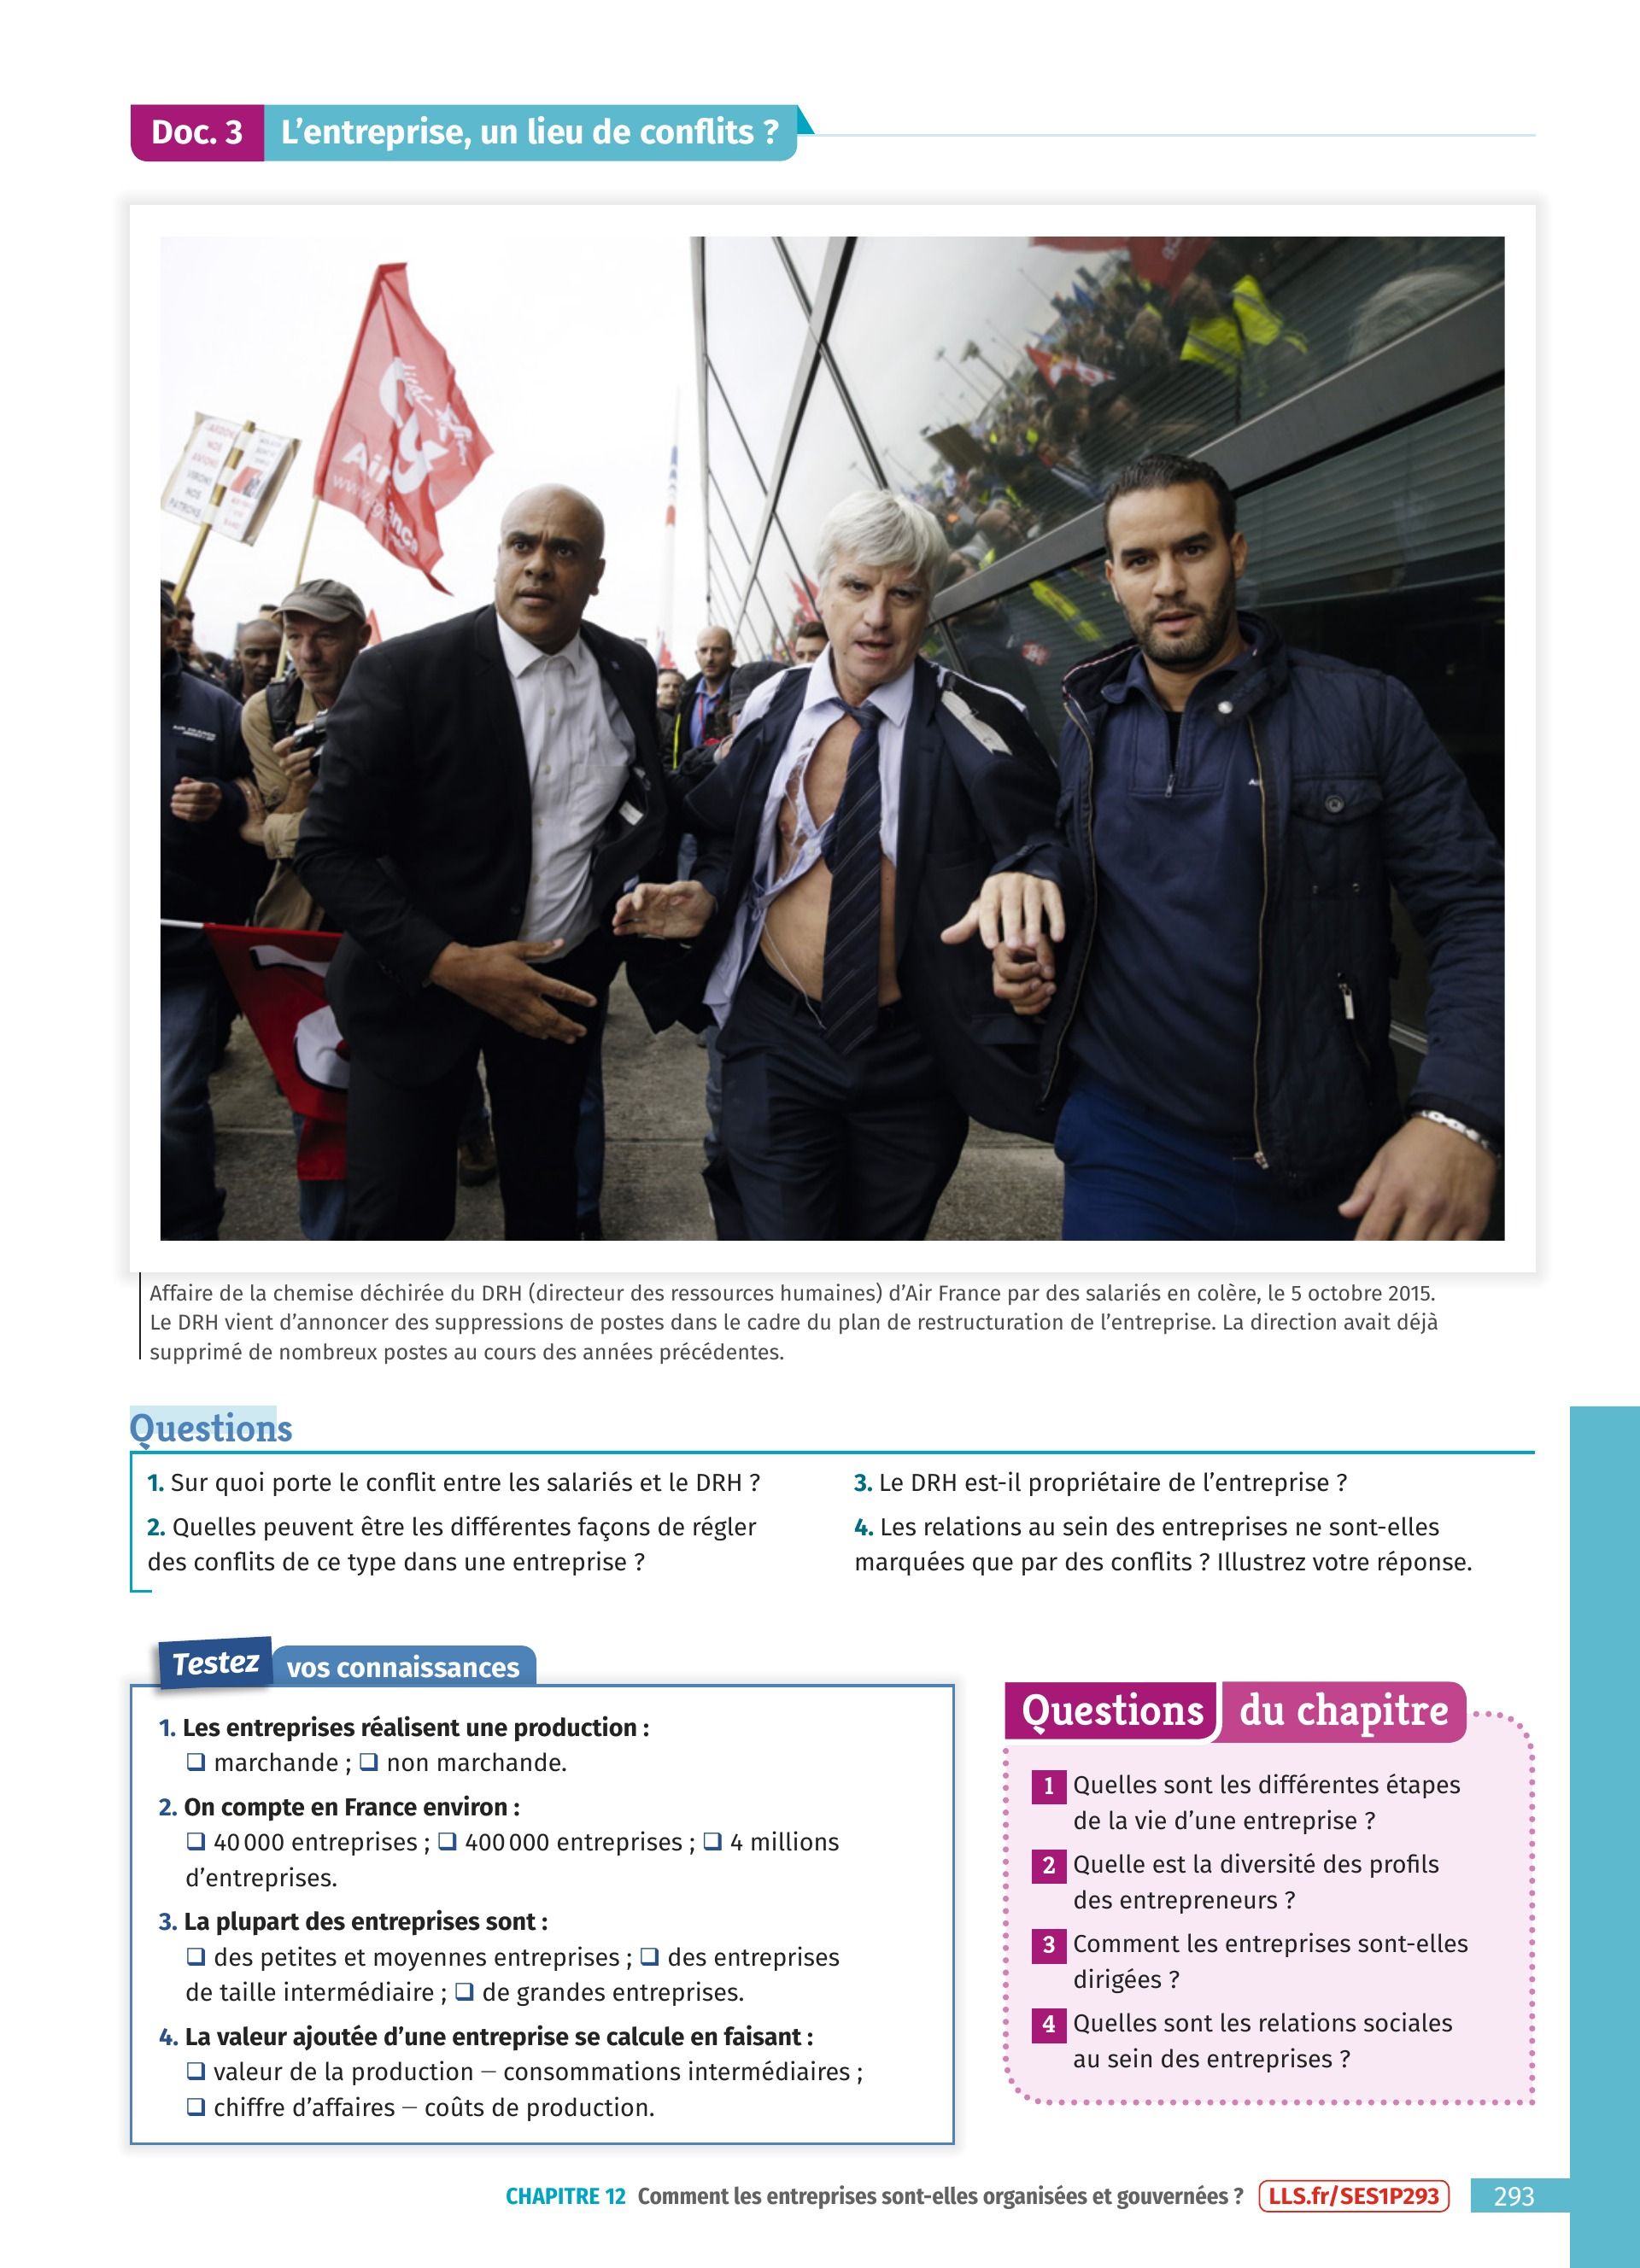 Doc. 3 L'entreprise, un lieu de conflits ?
cgt
Air France
LARDONS
NOS
AVIONS
VIRONS
NOS
PATRONS
Affaire de la chemise déchirée du DRH (directeur des ressources humaines) d'Air France par des salariés en colère, le 5 octobre 2015.
Le DRH vient d'annoncer des suppressions de postes dans le cadre du plan de restructuration de l'entreprise. La direction avait déjà
supprimé de nombreux postes au cours des années précédentes.
Questions
1. Sur quoi porte le conflit entre les salariés et le DRH ?
2. Quelles peuvent être les différentes façons de régler
des conflits de ce type dans une entreprise ?
3. Le DRH est-il propriétaire de l'entreprise ?
4. Les relations au sein des entreprises ne sont-elles
marquées que par des conflits ? Illustrez votre réponse.
Testez vos connaissances
1. Les entreprises réalisent une production :
❑ marchande ; ❑ non marchande.
2. On compte en France environ :
❑ 40 000 entreprises ; ❑ 400 000 entreprises ; ❑ 4 millions
d'entreprises.
3. La plupart des entreprises sont :
❑ des petites et moyennes entreprises ; ❑ des entreprises
de taille intermédiaire ; ❑ de grandes entreprises.
4. La valeur ajoutée d'une entreprise se calcule en faisant :
❑ valeur de la production – consommations intermédiaires ;
❑ chiffre d'affaires – coûts de production.
Questions du chapitre
1 Quelles sont les différentes étapes
de la vie d'une entreprise ?
2 Quelle est la diversité des profils
des entrepreneurs ?
3 Comment les entreprises sont-elles
dirigées ?
4 Quelles sont les relations sociales
au sein des entreprises ?
CHAPITRE 12 Comment les entreprises sont-elles organisées et gouvernées ? LLS.fr/SES1P293 293